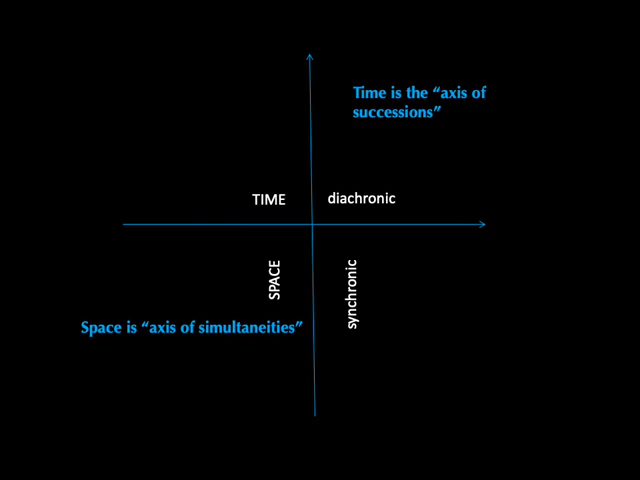 Time is the “axis of
successions”
TIME
diachronic
SPACE
synchronic
Space is “axis of simultaneities”